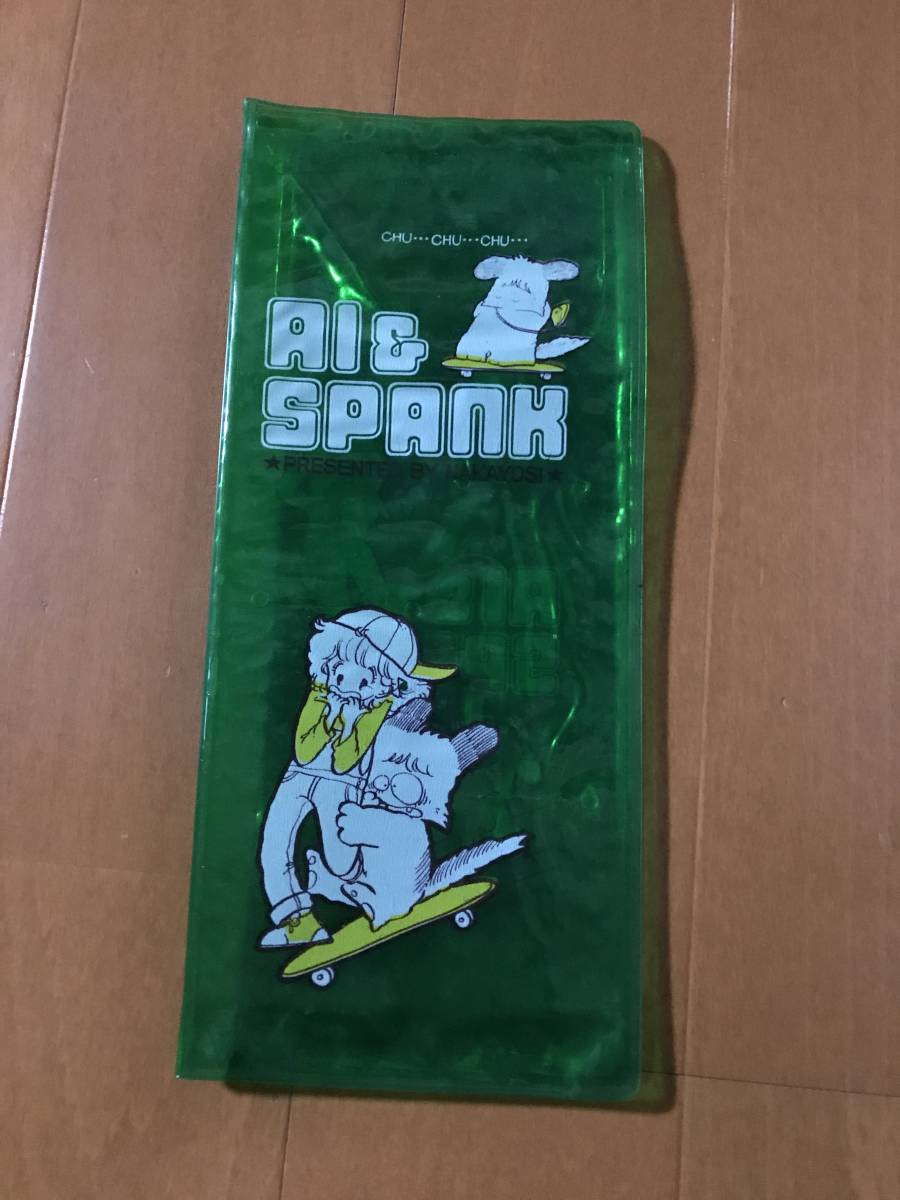 CHU…CHU…CHU…
AI &
SPANK
★PRESENTED BY NAKAYOSI★